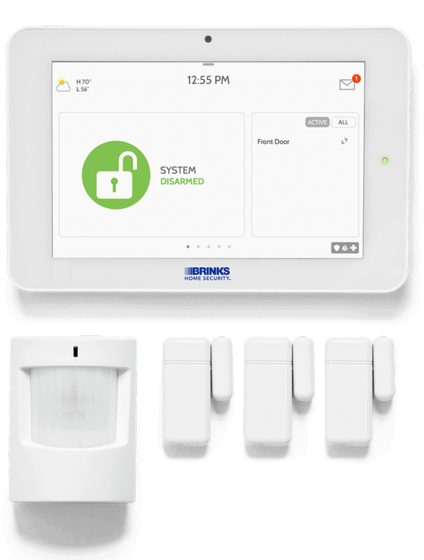 H 70°
L 56°
12:55 PM
1
ACTIVE
ALL
Front Door
SYSTEM
DISARMED
BRINKS
HOME SECURITY.